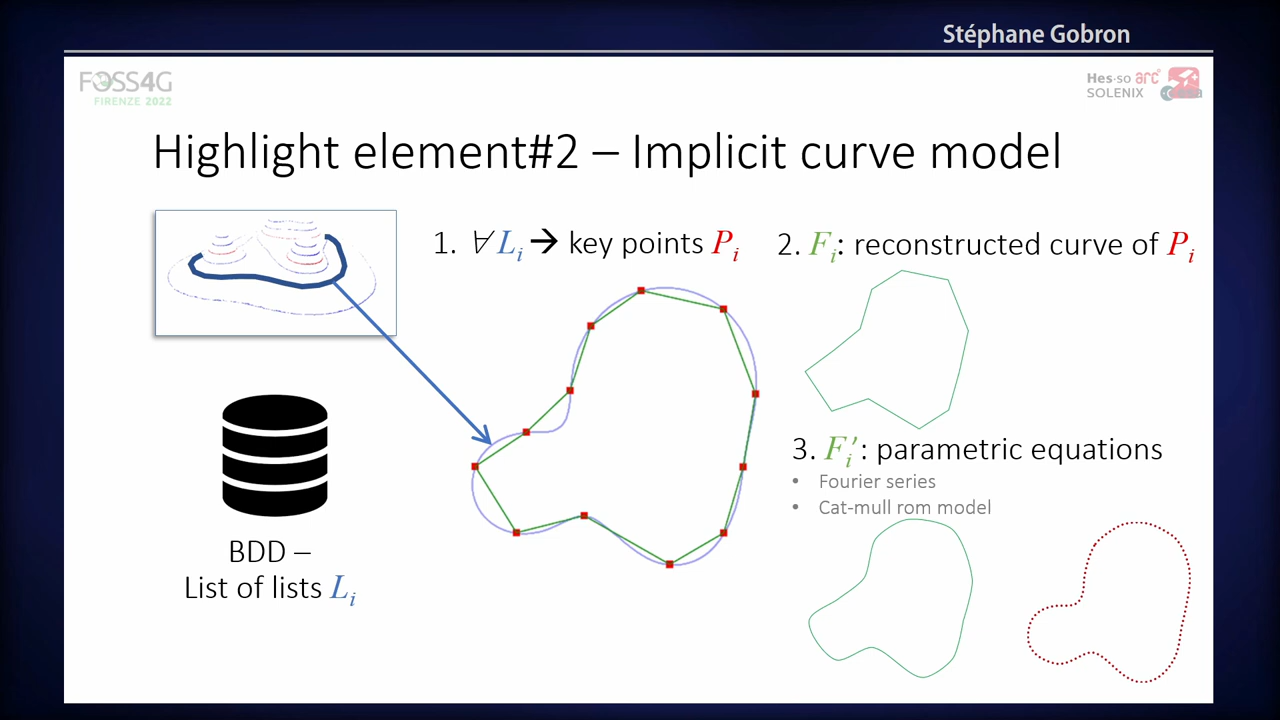 Stéphane Gobron
FOSS4G
FIRENZE 2022
Hes·so arc
SOLENIX
Highlight element#2 – Implicit curve model
1. ∀ Li → key points Pi
2. Fi: reconstructed curve of Pi
3. Fi′: parametric equations
• Fourier series
• Cat-mull rom model
BDD –
List of lists Li